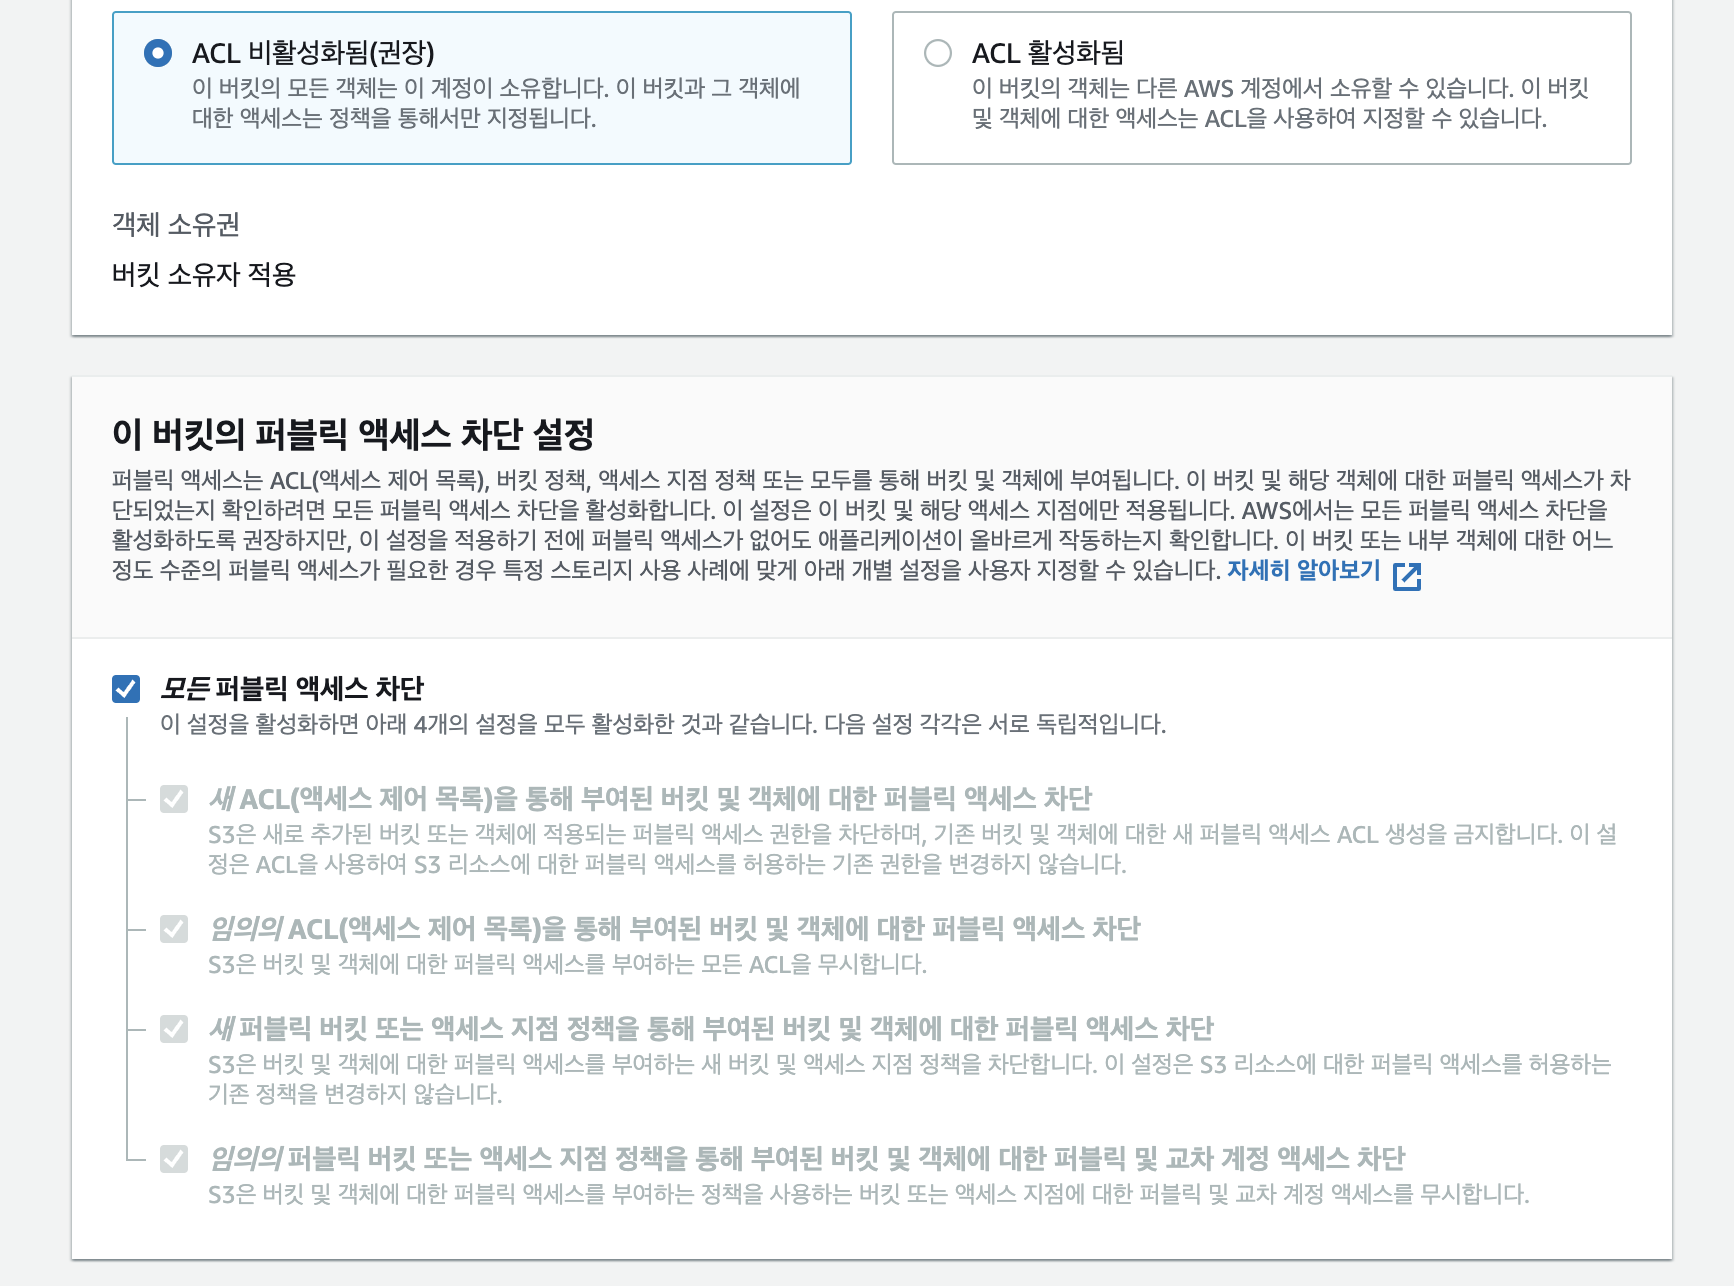 ACL 비활성화됨(권장)
이 버킷의 모든 객체는 이 계정이 소유합니다. 이 버킷과 그 객체에
대한 액세스는 정책을 통해서만 지정됩니다.
ACL 활성화됨
이 버킷의 객체는 다른 AWS 계정에서 소유할 수 있습니다. 이 버킷
및 객체에 대한 액세스는 ACL을 사용하여 지정할 수 있습니다.
객체 소유권
버킷 소유자 적용
이 버킷의 퍼블릭 액세스 차단 설정
퍼블릭 액세스는 ACL(액세스 제어 목록), 버킷 정책, 액세스 지점 정책 또는 모두를 통해 버킷 및 객체에 부여됩니다. 이 버킷 및 해당 객체에 대한 퍼블릭 액세스가 차
단되었는지 확인하려면 모든 퍼블릭 액세스 차단을 활성화합니다. 이 설정은 이 버킷 및 해당 액세스 지점에만 적용됩니다. AWS에서는 모든 퍼블릭 액세스 차단을
활성화하도록 권장하지만, 이 설정을 적용하기 전에 퍼블릭 액세스가 없어도 애플리케이션이 올바르게 작동하는지 확인합니다. 이 버킷 또는 내부 객체에 대한 어느
정도 수준의 퍼블릭 액세스가 필요한 경우 특정 스토리지 사용 사례에 맞게 아래 개별 설정을 사용자 지정할 수 있습니다. 자세히 알아보기
모든 퍼블릭 액세스 차단
이 설정을 활성화하면 아래 4개의 설정을 모두 활성화한 것과 같습니다. 다음 설정 각각은 서로 독립적입니다.
새 ACL(액세스 제어 목록)을 통해 부여된 버킷 및 객체에 대한 퍼블릭 액세스 차단
S3은 새로 추가된 버킷 또는 객체에 적용되는 퍼블릭 액세스 권한을 차단하며, 기존 버킷 및 객체에 대한 새 퍼블릭 액세스 ACL 생성을 금지합니다. 이 설
정은 ACL을 사용하여 S3 리소스에 대한 퍼블릭 액세스를 허용하는 기존 권한을 변경하지 않습니다.
임의의 ACL(액세스 제어 목록)을 통해 부여된 버킷 및 객체에 대한 퍼블릭 액세스 차단
S3은 버킷 및 객체에 대한 퍼블릭 액세스를 부여하는 모든 ACL을 무시합니다.
새 퍼블릭 버킷 또는 액세스 지점 정책을 통해 부여된 버킷 및 객체에 대한 퍼블릭 액세스 차단
S3은 버킷 및 객체에 대한 퍼블릭 액세스를 부여하는 새 버킷 및 액세스 지점 정책을 차단합니다. 이 설정은 S3 리소스에 대한 퍼블릭 액세스를 허용하는
기존 정책을 변경하지 않습니다.
임의의 퍼블릭 버킷 또는 액세스 지점 정책을 통해 부여된 버킷 및 객체에 대한 퍼블릭 및 교차 계정 액세스 차단
S3은 버킷 및 객체에 대한 퍼블릭 액세스를 부여하는 정책을 사용하는 버킷 또는 액세스 지점에 대한 퍼블릭 및 교차 계정 액세스를 무시합니다.